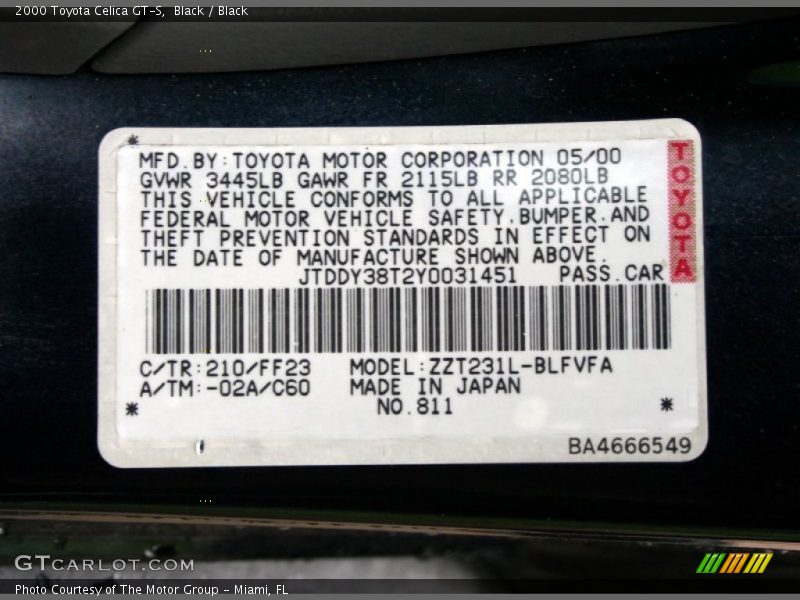 2000 Toyota Celica GT-S, Black / Black
MFD.BY:TOYOTA MOTOR CORPORATION 05/00
GVWR 3445LB GAWR FR 2115LB RR 2080LB
THIS VEHICLE CONFORMS TO ALL APPLICABLE
FEDERAL MOTOR VEHICLE SAFETY.BUMPER.AND
THEFT PREVENTION STANDARDS IN EFFECT ON
THE DATE OF MANUFACTURE SHOWN ABOVE.
JTDDY38T2Y0031451 PASS.CAR
TOYOTA
C/TR:210/FF23 MODEL:ZZT231L-BLFVFA
A/TM:-02A/C60 MADE IN JAPAN
NO.811
BA4666549
GTCARLOT.COM
Photo Courtesy of The Motor Group - Miami, FL